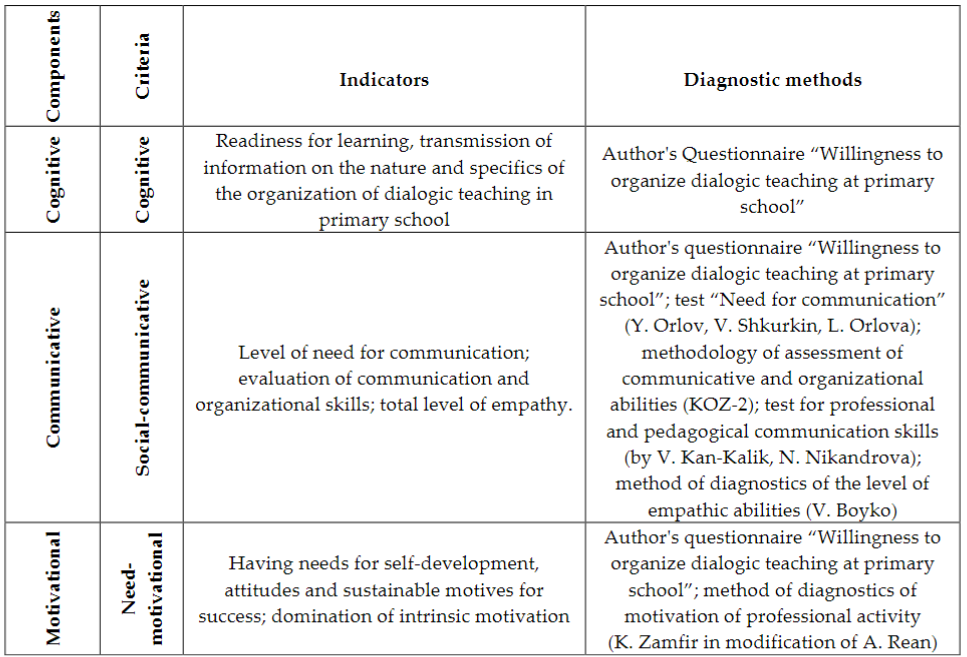 Components
Criteria
Indicators
Diagnostic methods
Cognitive
Cognitive
Readiness for learning, transmission of
information on the nature and specifics of
the organization of dialogic teaching in
primary school
Author's Questionnaire “Willingness to
organize dialogic teaching at primary
school”
Communicative
Social-communicative
Level of need for communication;
evaluation of communication and
organizational skills; total level of empathy.
Author's questionnaire “Willingness to
organize dialogic teaching at primary
school”; test “Need for communication”
(Y. Orlov, V. Shkurkin, L. Orlova);
methodology of assessment of
communicative and organizational
abilities (KOZ-2); test for professional
and pedagogical communication skills
(by V. Kan-Kalik, N. Nikandrova);
method of diagnostics of the level of
empathic abilities (V. Boyko)
Motivational
Need-
motivational
Having needs for self-development,
attitudes and sustainable motives for
success; domination of intrinsic motivation
Author's questionnaire “Willingness to
organize dialogic teaching at primary
school”; method of diagnostics of
motivation of professional activity
(K. Zamfir in modification of A. Rean)